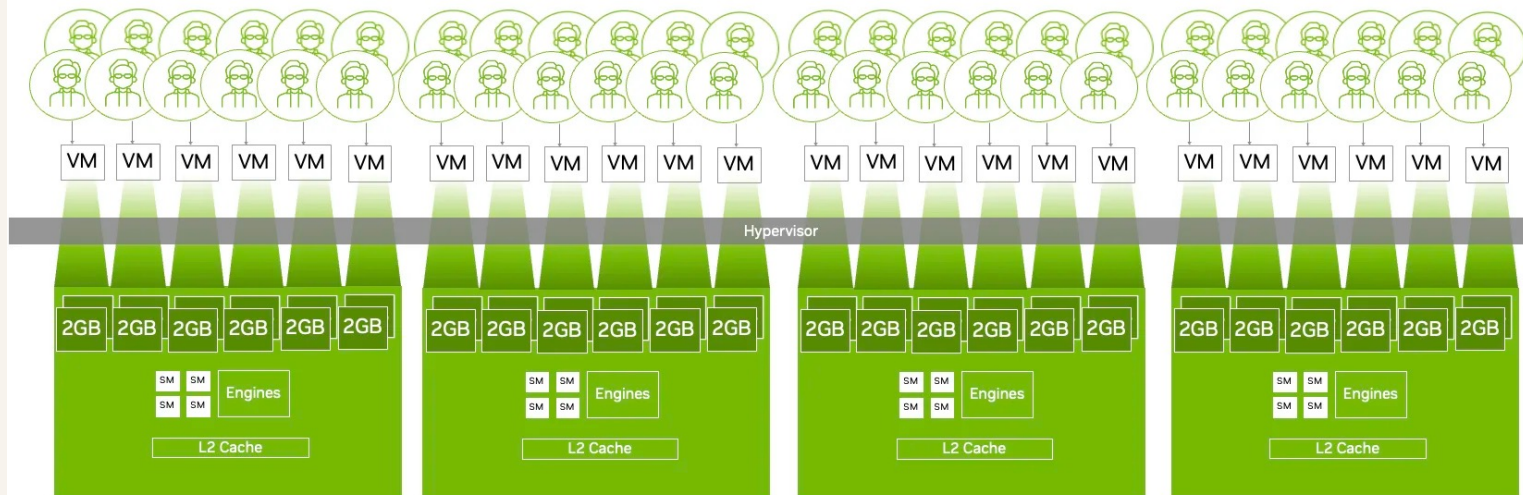 VM VM VM VM VM VM VM VM VM VM VM VM VM VM VM VM VM VM VM VM VM VM VM VM
Hypervisor
2GB 2GB 2GB 2GB 2GB 2GB 2GB 2GB 2GB 2GB 2GB 2GB 2GB 2GB 2GB 2GB 2GB 2GB 2GB 2GB 2GB 2GB 2GB 2GB
SM SM Engines SM SM Engines SM SM Engines SM SM Engines
SM SM SM SM SM SM SM SM
L2 Cache L2 Cache L2 Cache L2 Cache